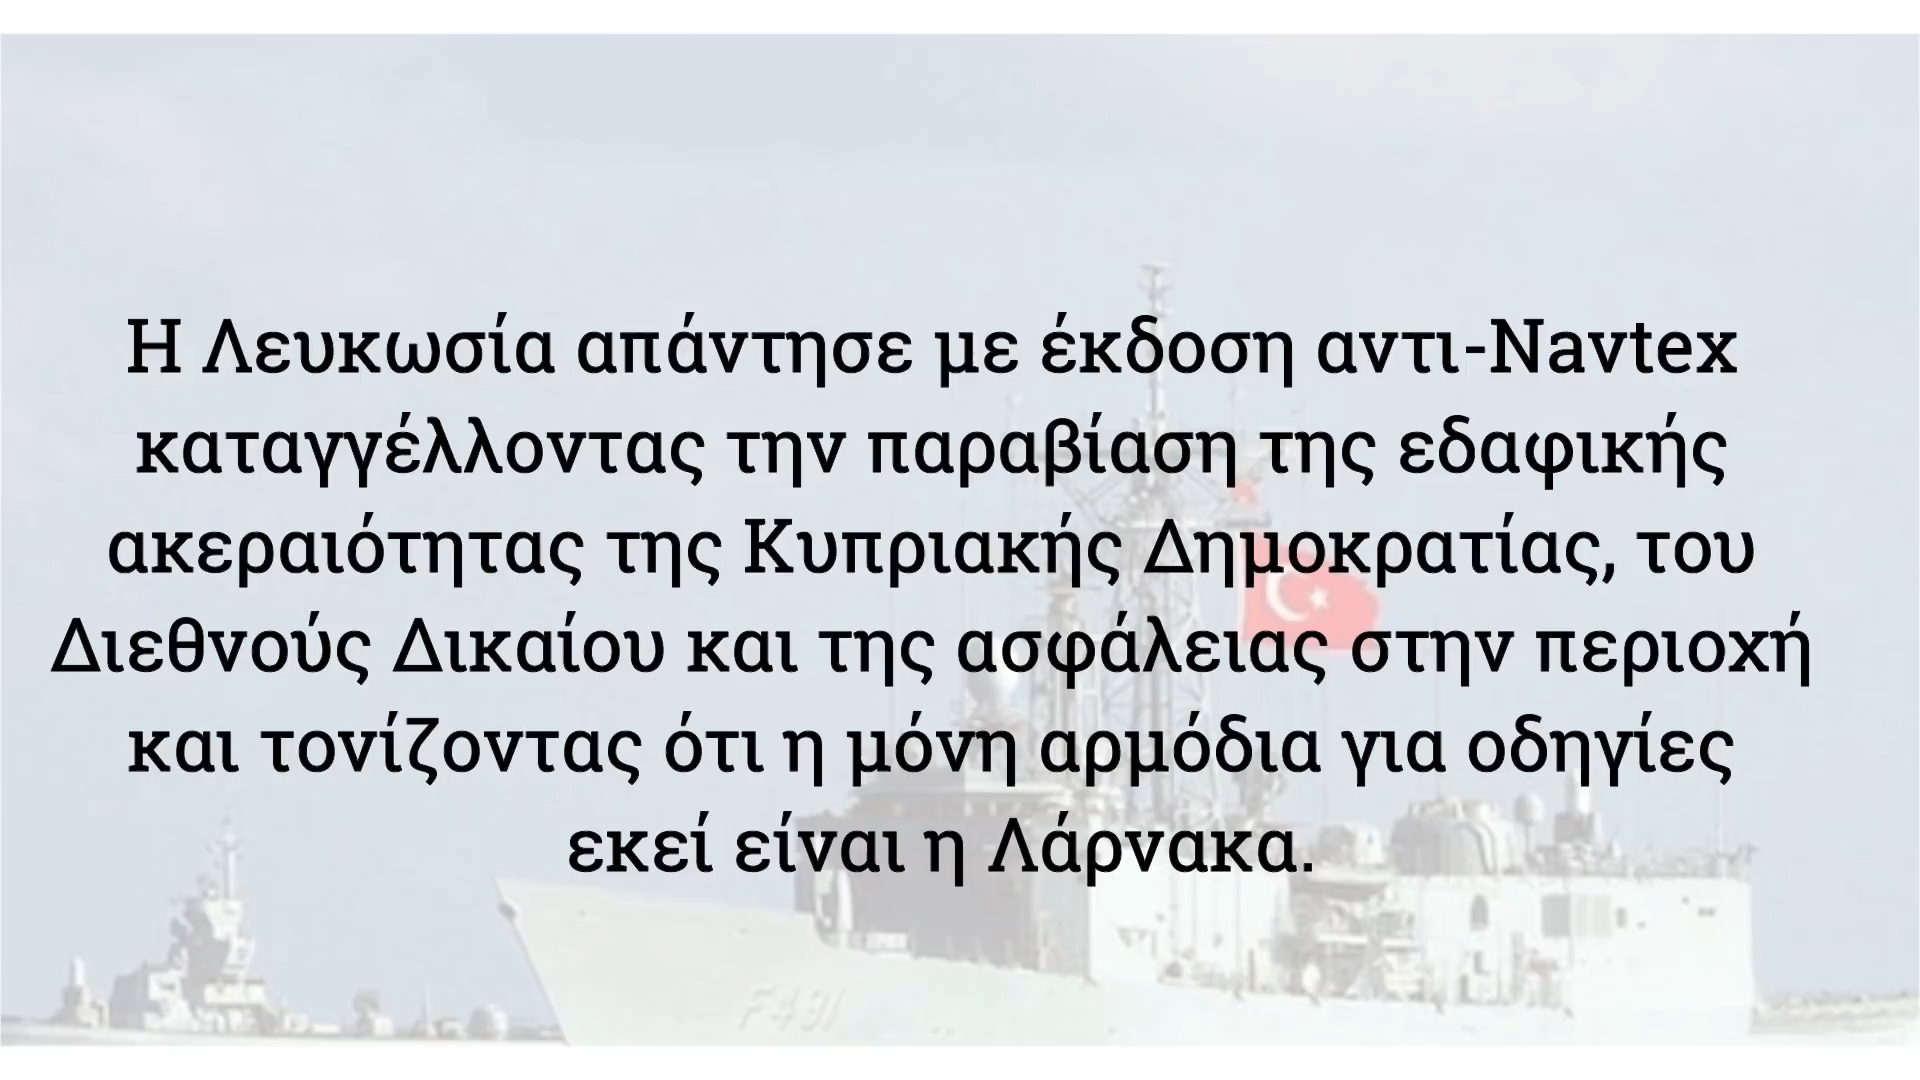 Η Λευκωσία απάντησε με έκδοση αντι-Navtex
καταγγέλλοντας την παραβίαση της εδαφικής
ακεραιότητας της Κυπριακής Δημοκρατίας, του
Διεθνούς Δικαίου και της ασφάλειας στην περιοχή
και τονίζοντας ότι η μόνη αρμόδια για οδηγίες
εκεί είναι η Λάρνακα.
F491